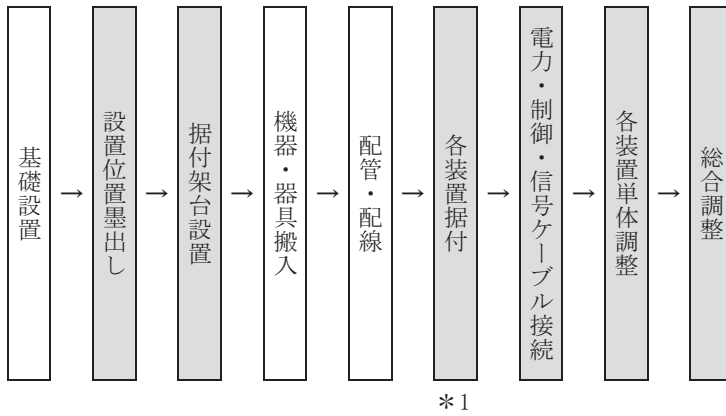 基礎設置
→
設置位置墨出し
→
据付架台設置
→
機器・器具搬入
→
配管・配線
→
各装置据付
→
電力・制御・信号ケーブル接続
→
各装置単体調整
→
総合調整
＊1